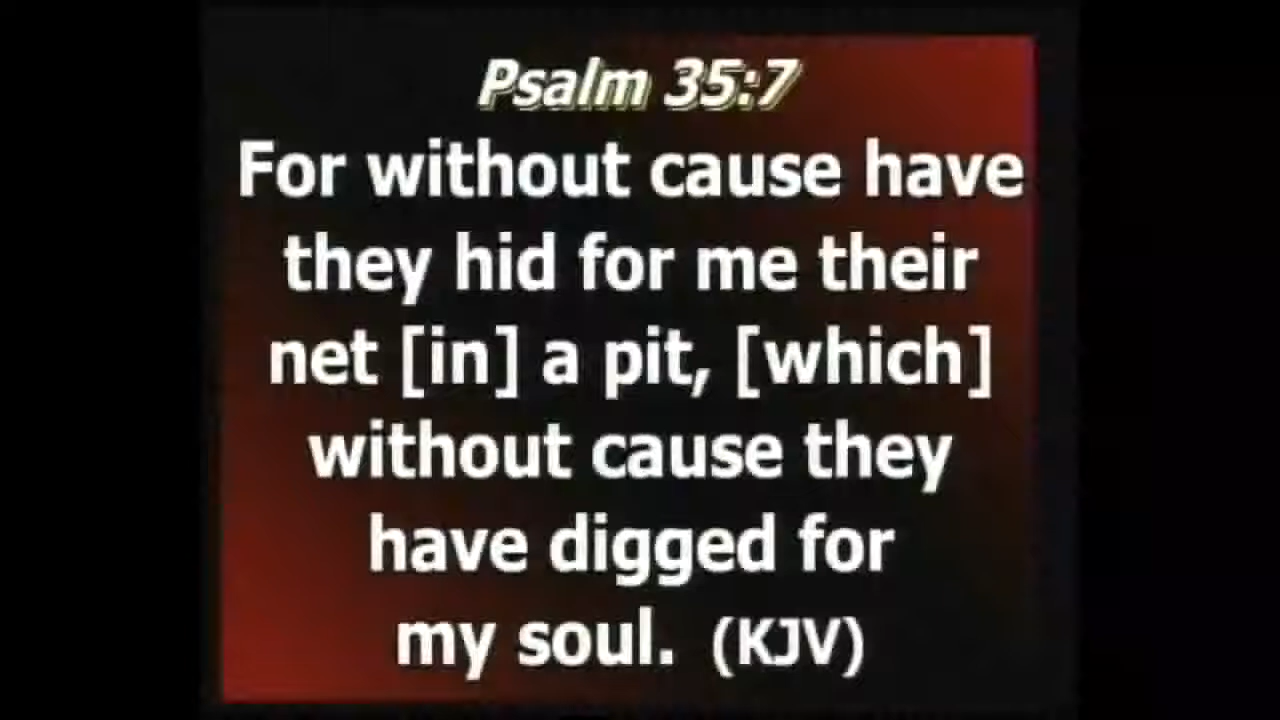 Psalm 35:7
For without cause have
they hid for me their
net [in] a pit, [which]
without cause they
have digged for
my soul. (KJV)